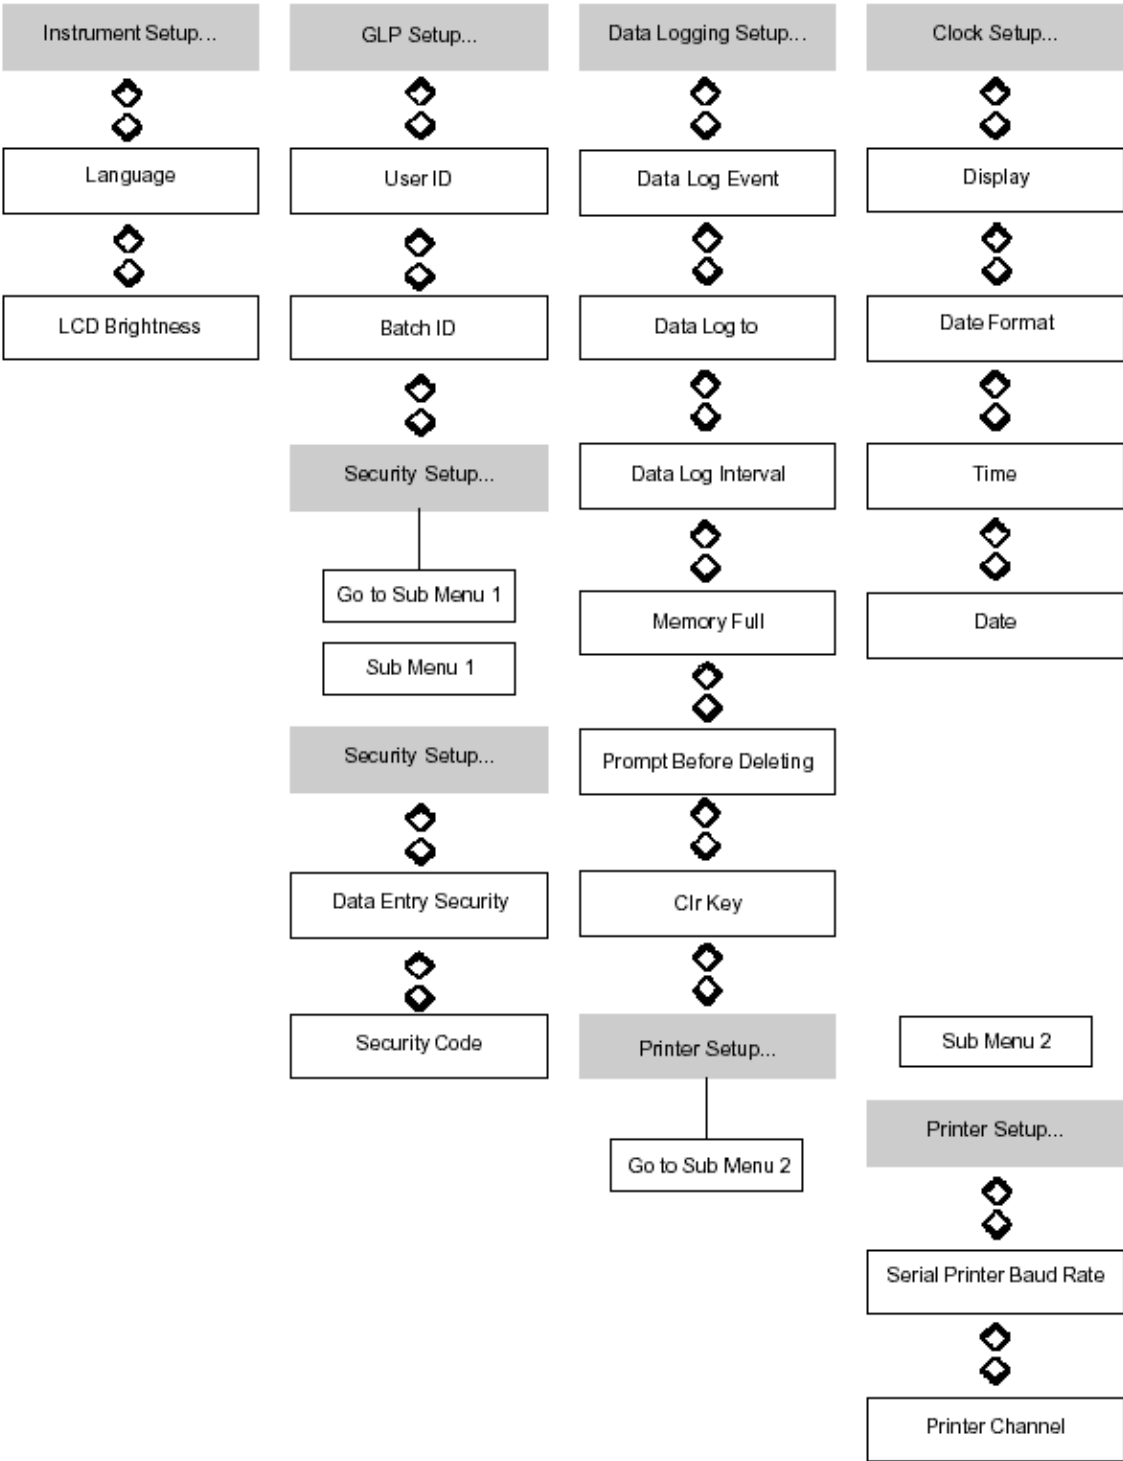 Instrument Setup...
Language
LCD Brightness
GLP Setup...
User ID
Batch ID
Security Setup...
Go to Sub Menu 1
Sub Menu 1
Security Setup...
Data Entry Security
Security Code
Data Logging Setup...
Data Log Event
Data Log to
Data Log Interval
Memory Full
Prompt Before Deleting
Clr Key
Printer Setup...
Go to Sub Menu 2
Clock Setup...
Display
Date Format
Time
Date
Sub Menu 2
Printer Setup...
Serial Printer Baud Rate
Printer Channel